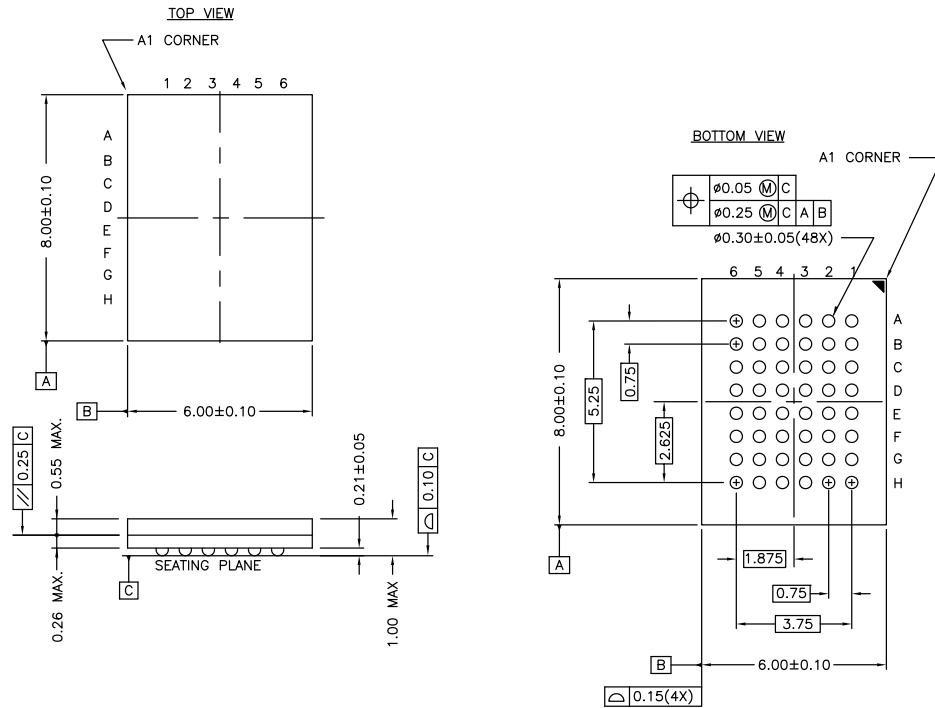 TOP VIEW
A1 CORNER
1 2 3 4 5 6
A
B
C
D
E
F
G
H
8.00±0.10
A
B
6.00±0.10
// 0.25 C
0.55 MAX.
0.21±0.05
⌓ 0.10 C
SEATING PLANE
C
0.26 MAX.
1.00 MAX
BOTTOM VIEW
A1 CORNER
⌖ ø0.05 Ⓜ C
ø0.25 Ⓜ C A B
ø0.30±0.05(48X)
6 5 4 3 2 1
A
B
C
D
E
F
G
H
8.00±0.10
5.25
0.75
2.625
A
1.875
0.75
3.75
B
6.00±0.10
⌓ 0.15(4X)